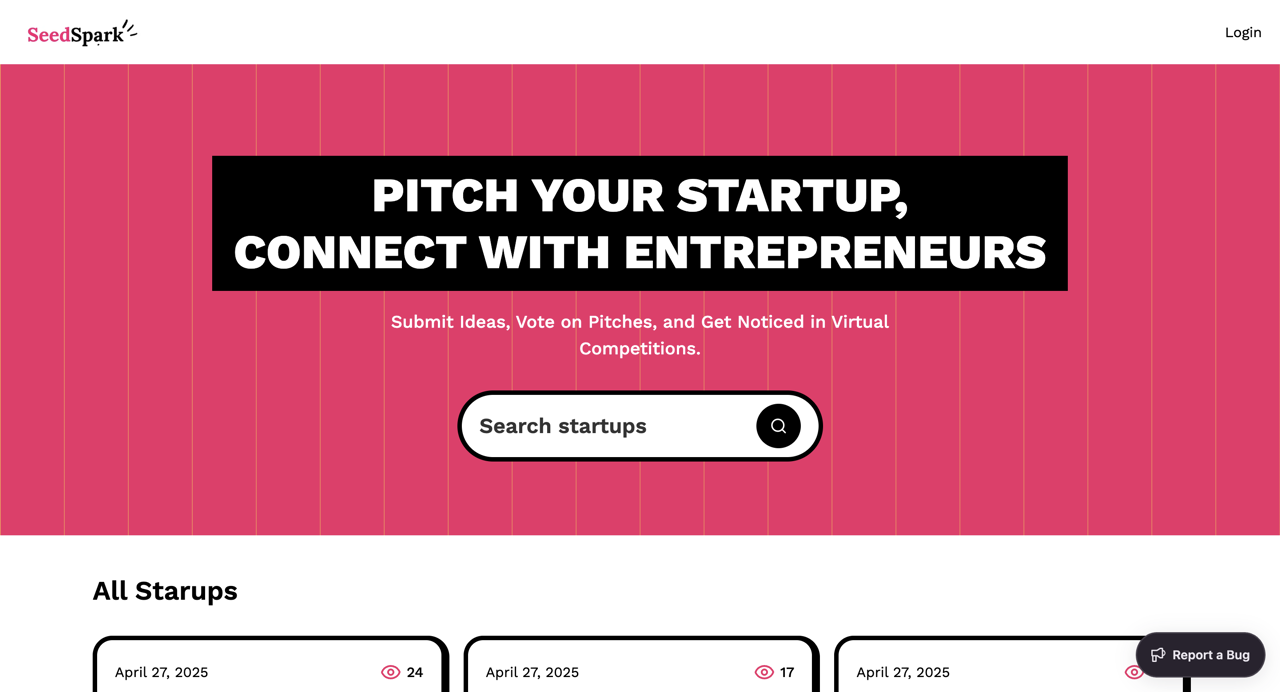 SeedSpark
Login
PITCH YOUR STARTUP,
CONNECT WITH ENTREPRENEURS
Submit Ideas, Vote on Pitches, and Get Noticed in Virtual
Competitions.
Search startups
All Starups
April 27, 2025
24
April 27, 2025
17
April 27, 2025
Report a Bug